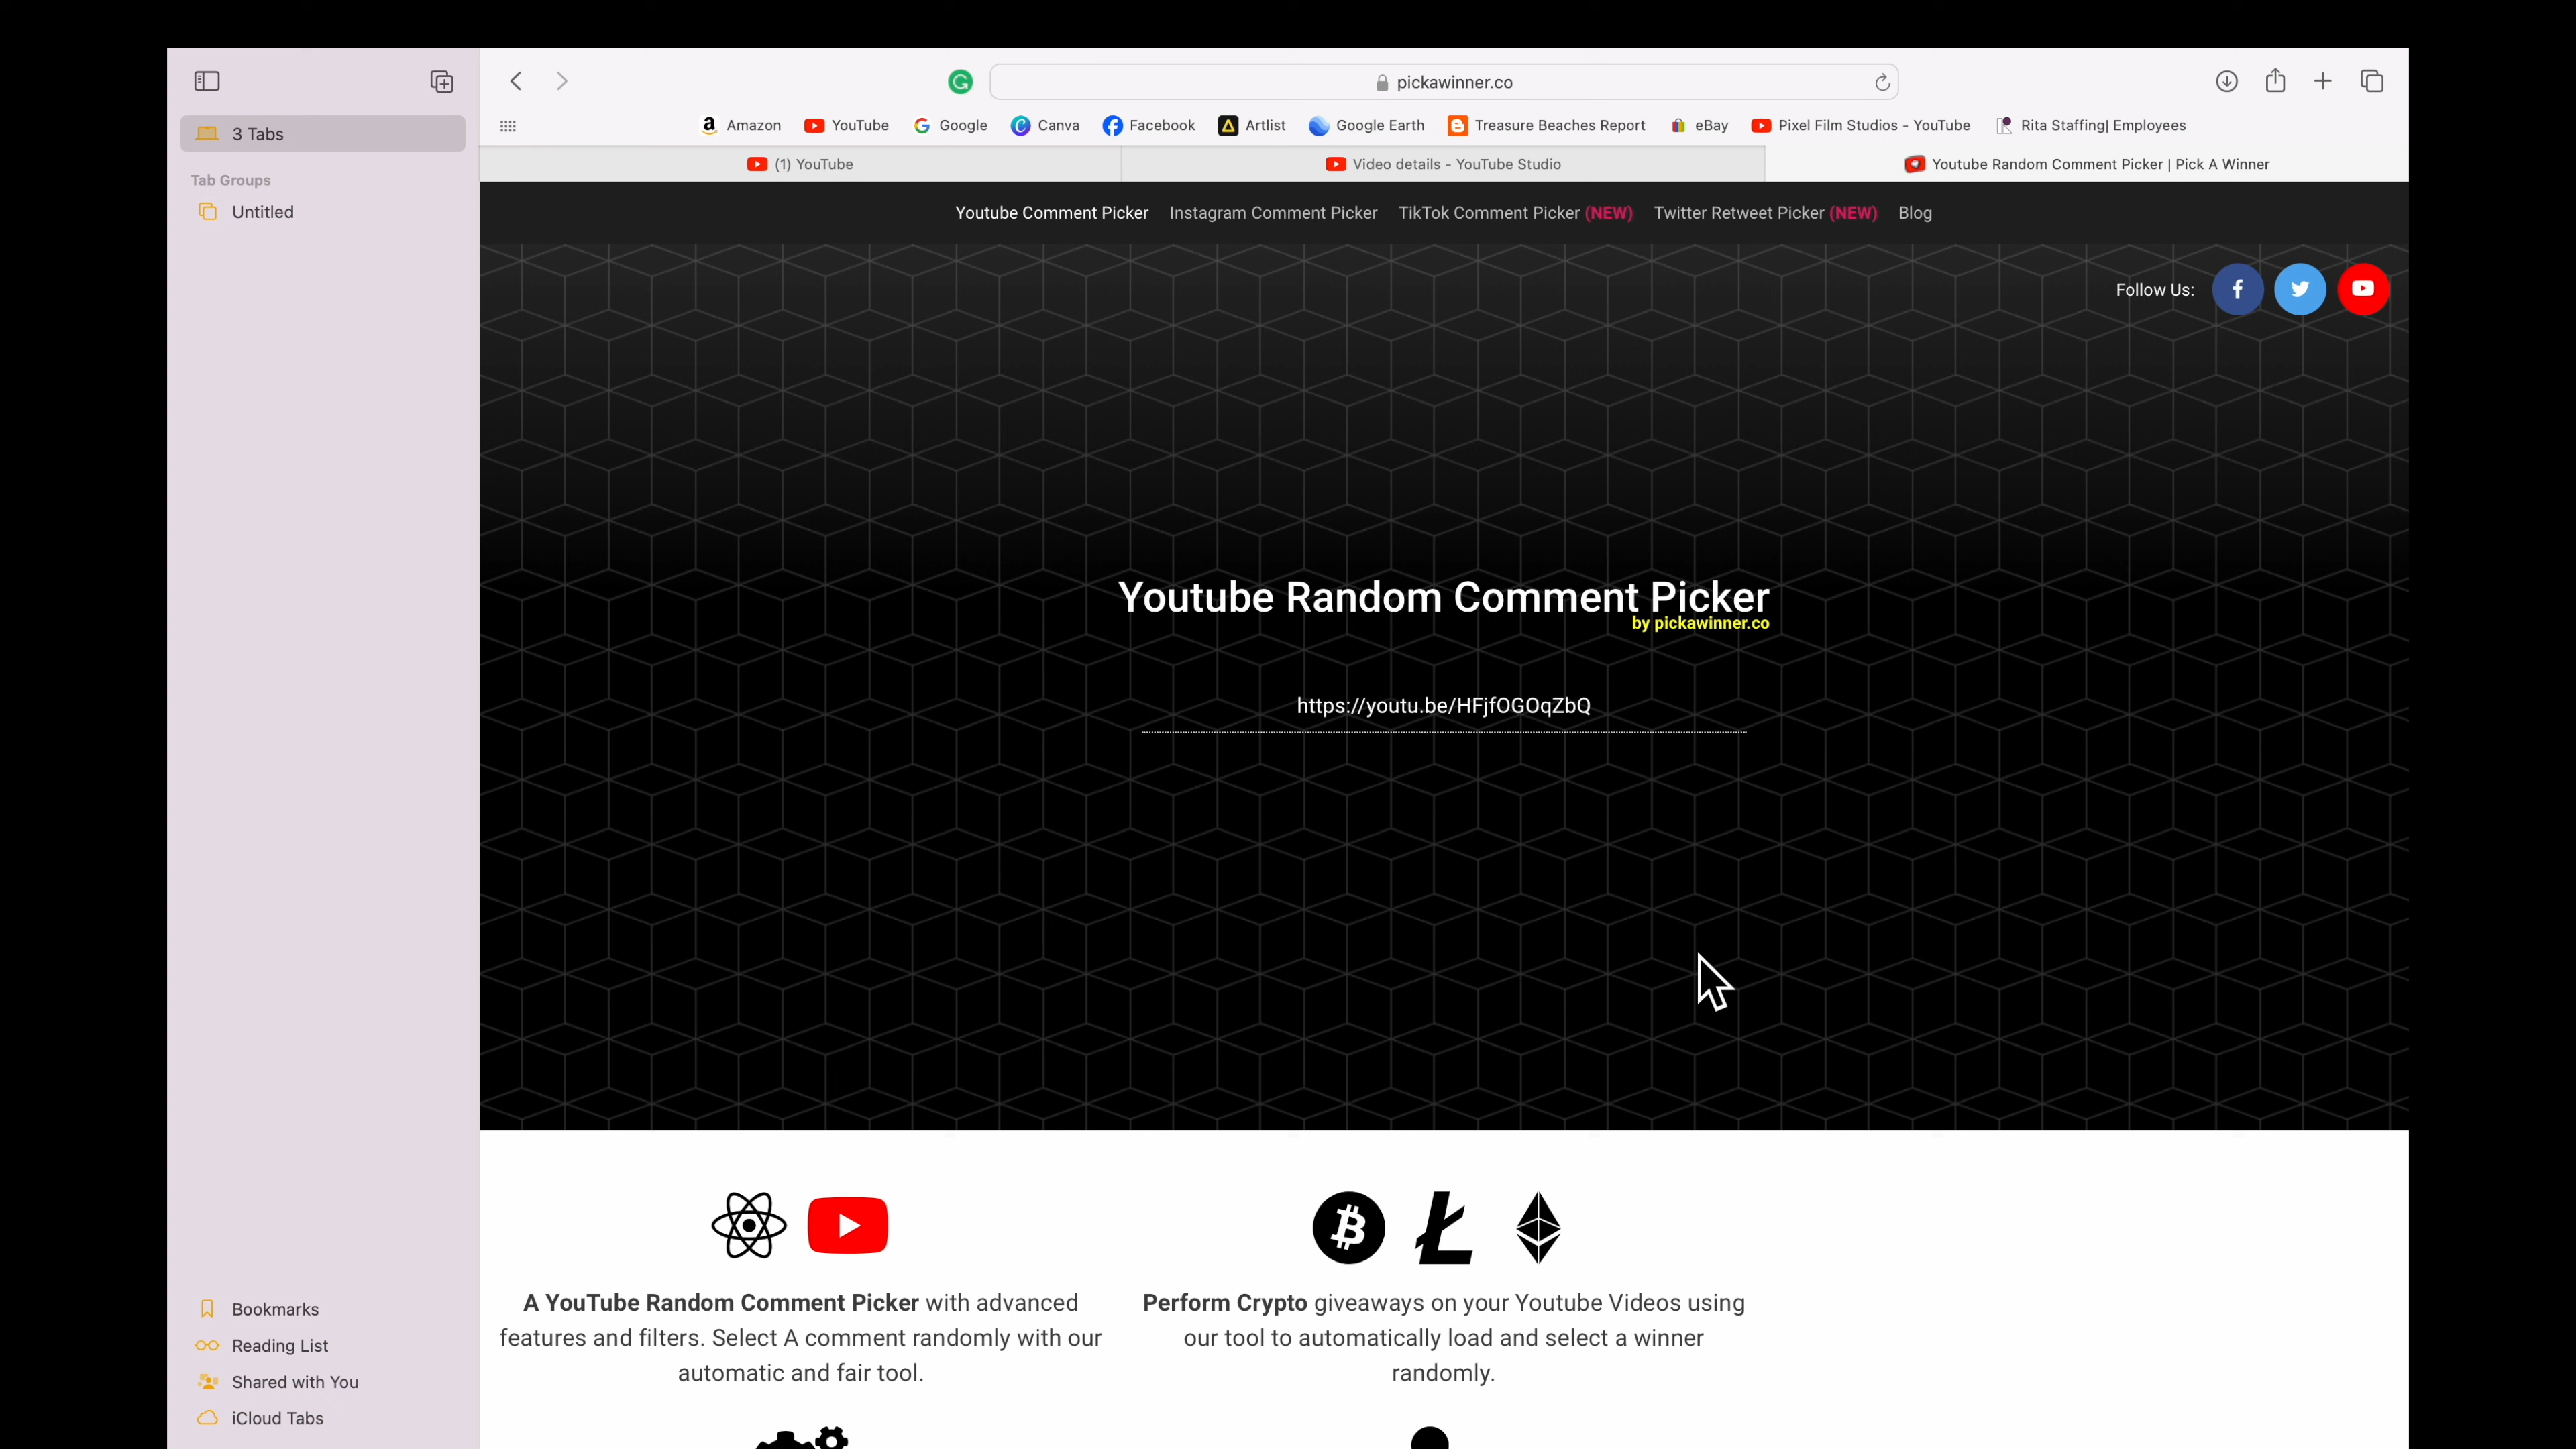 pickawinner.co
Amazon YouTube Google Canva Facebook Artlist Google Earth Treasure Beaches Report eBay Pixel Film Studios - YouTube Rita Staffing| Employees
3 Tabs
(1) YouTube Video details - YouTube Studio Youtube Random Comment Picker | Pick A Winner
Tab Groups
Untitled
Youtube Comment Picker Instagram Comment Picker TikTok Comment Picker (NEW) Twitter Retweet Picker (NEW) Blog
Follow Us:
Youtube Random Comment Picker
by pickawinner.co
https://youtu.be/HFjfOGOqZbQ
A YouTube Random Comment Picker with advanced
features and filters. Select A comment randomly with our
automatic and fair tool.
Perform Crypto giveaways on your Youtube Videos using
our tool to automatically load and select a winner
randomly.
Bookmarks
Reading List
Shared with You
iCloud Tabs